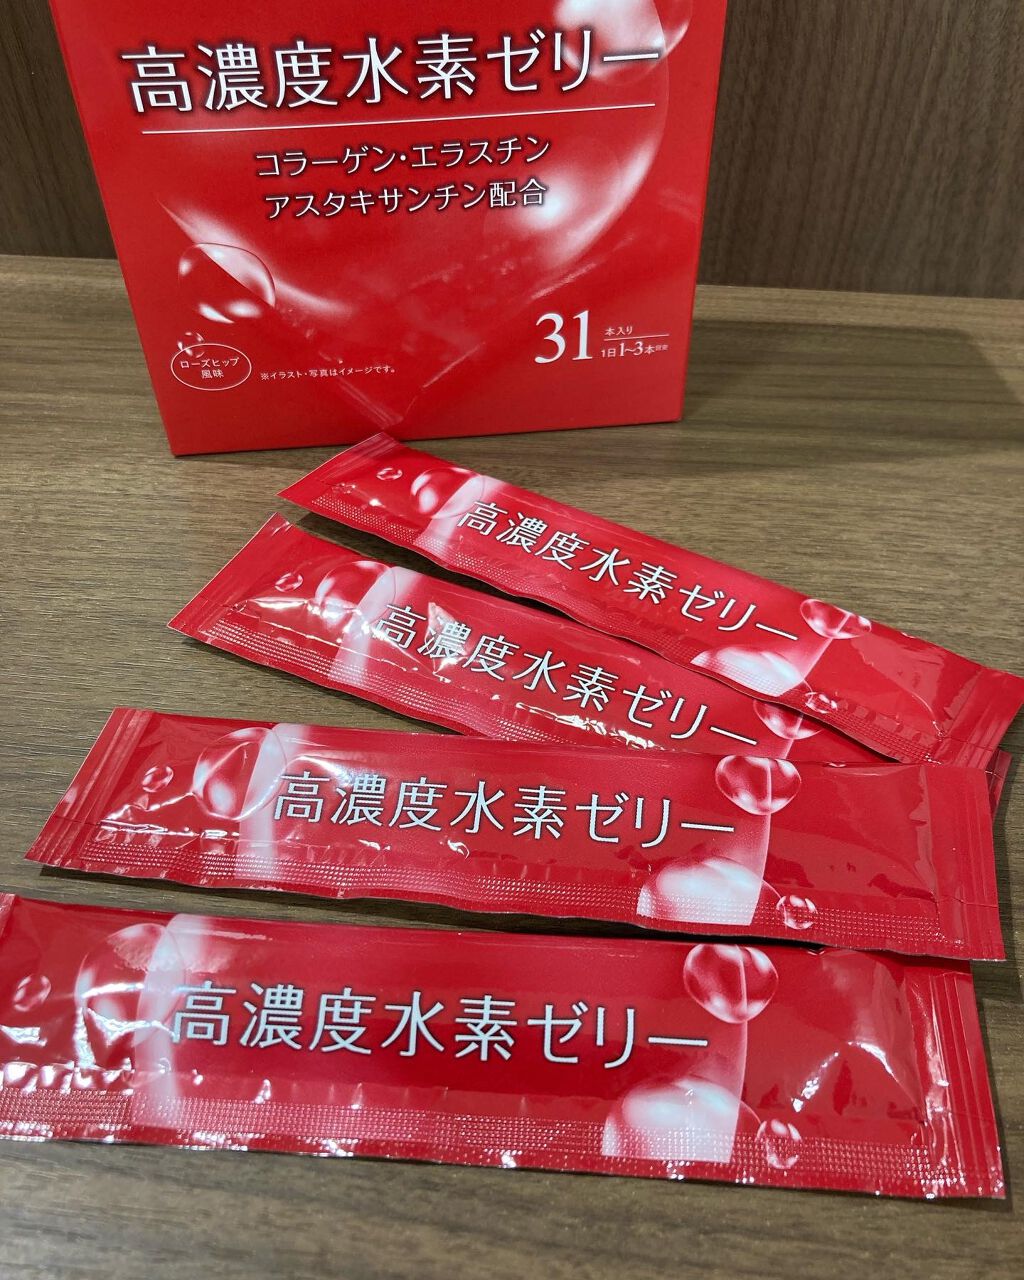 高濃度水素ゼリー
コラーゲン・エラスチン
アスタキサンチン配合
31本入り
1日1~3本目安
ローズヒップ
風味
※イラスト・写真はイメージです。
高濃度水素ゼリー
高濃度水素ゼリー
高濃度水素ゼリー
高濃度水素ゼリー